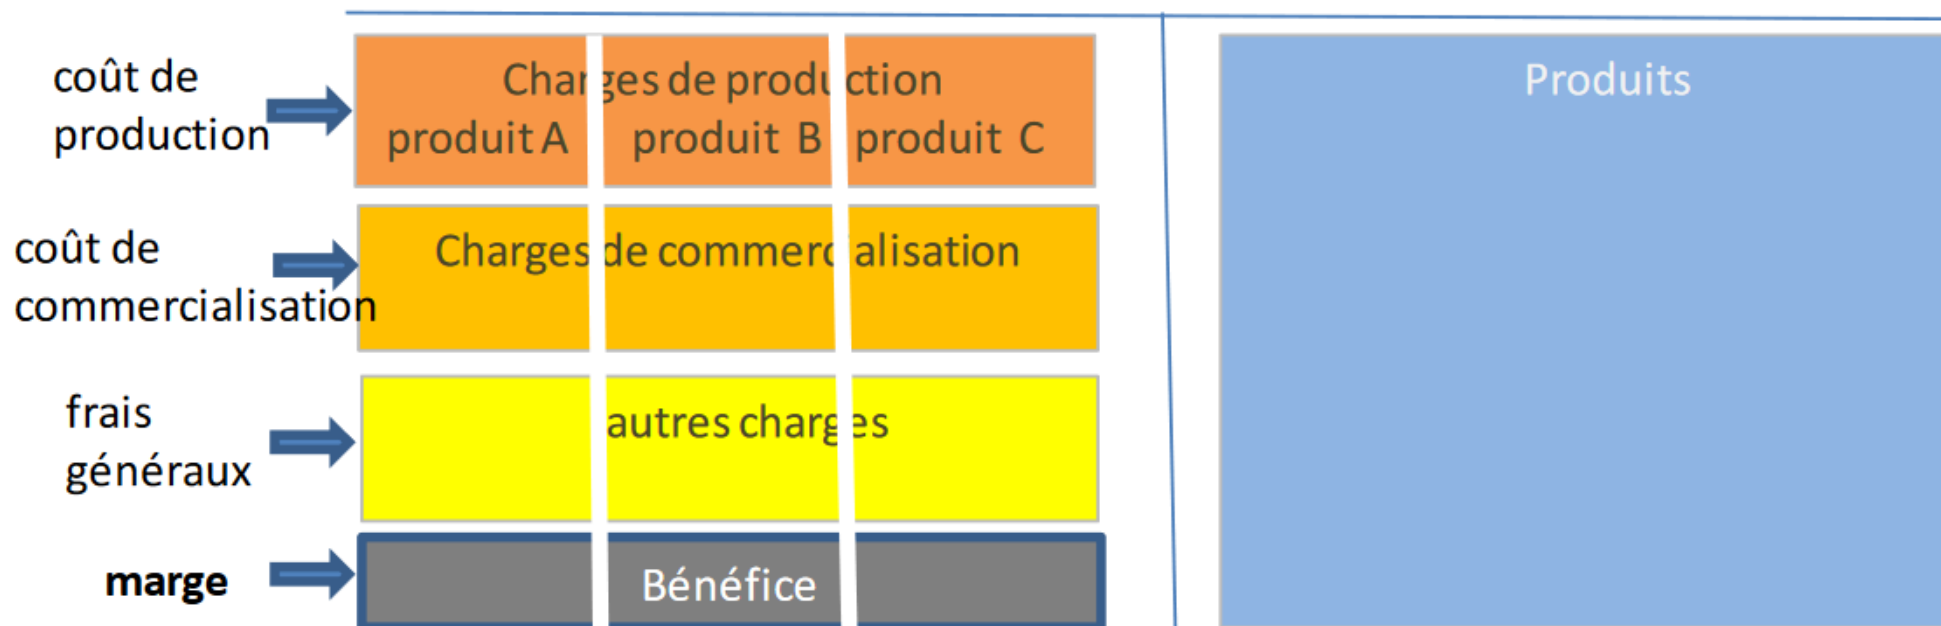 coût de
production
Charges de production
produit A produit B produit C
Produits
coût de
commercialisation
Charges de commercialisation
frais
généraux
autres charges
marge
Bénéfice